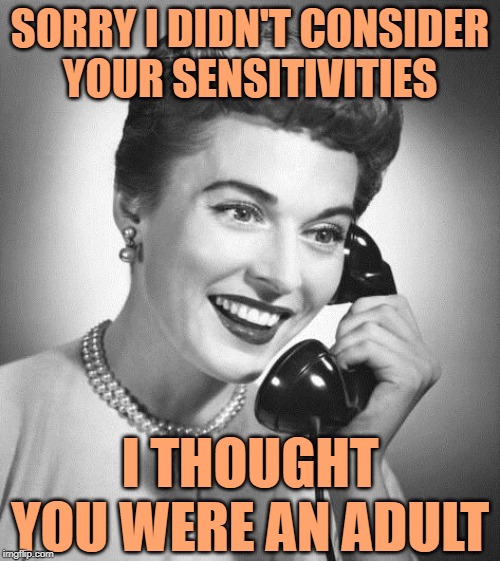 SORRY I DIDN'T CONSIDER
YOUR SENSITIVITIES
I THOUGHT
YOU WERE AN ADULT
imgflip.com